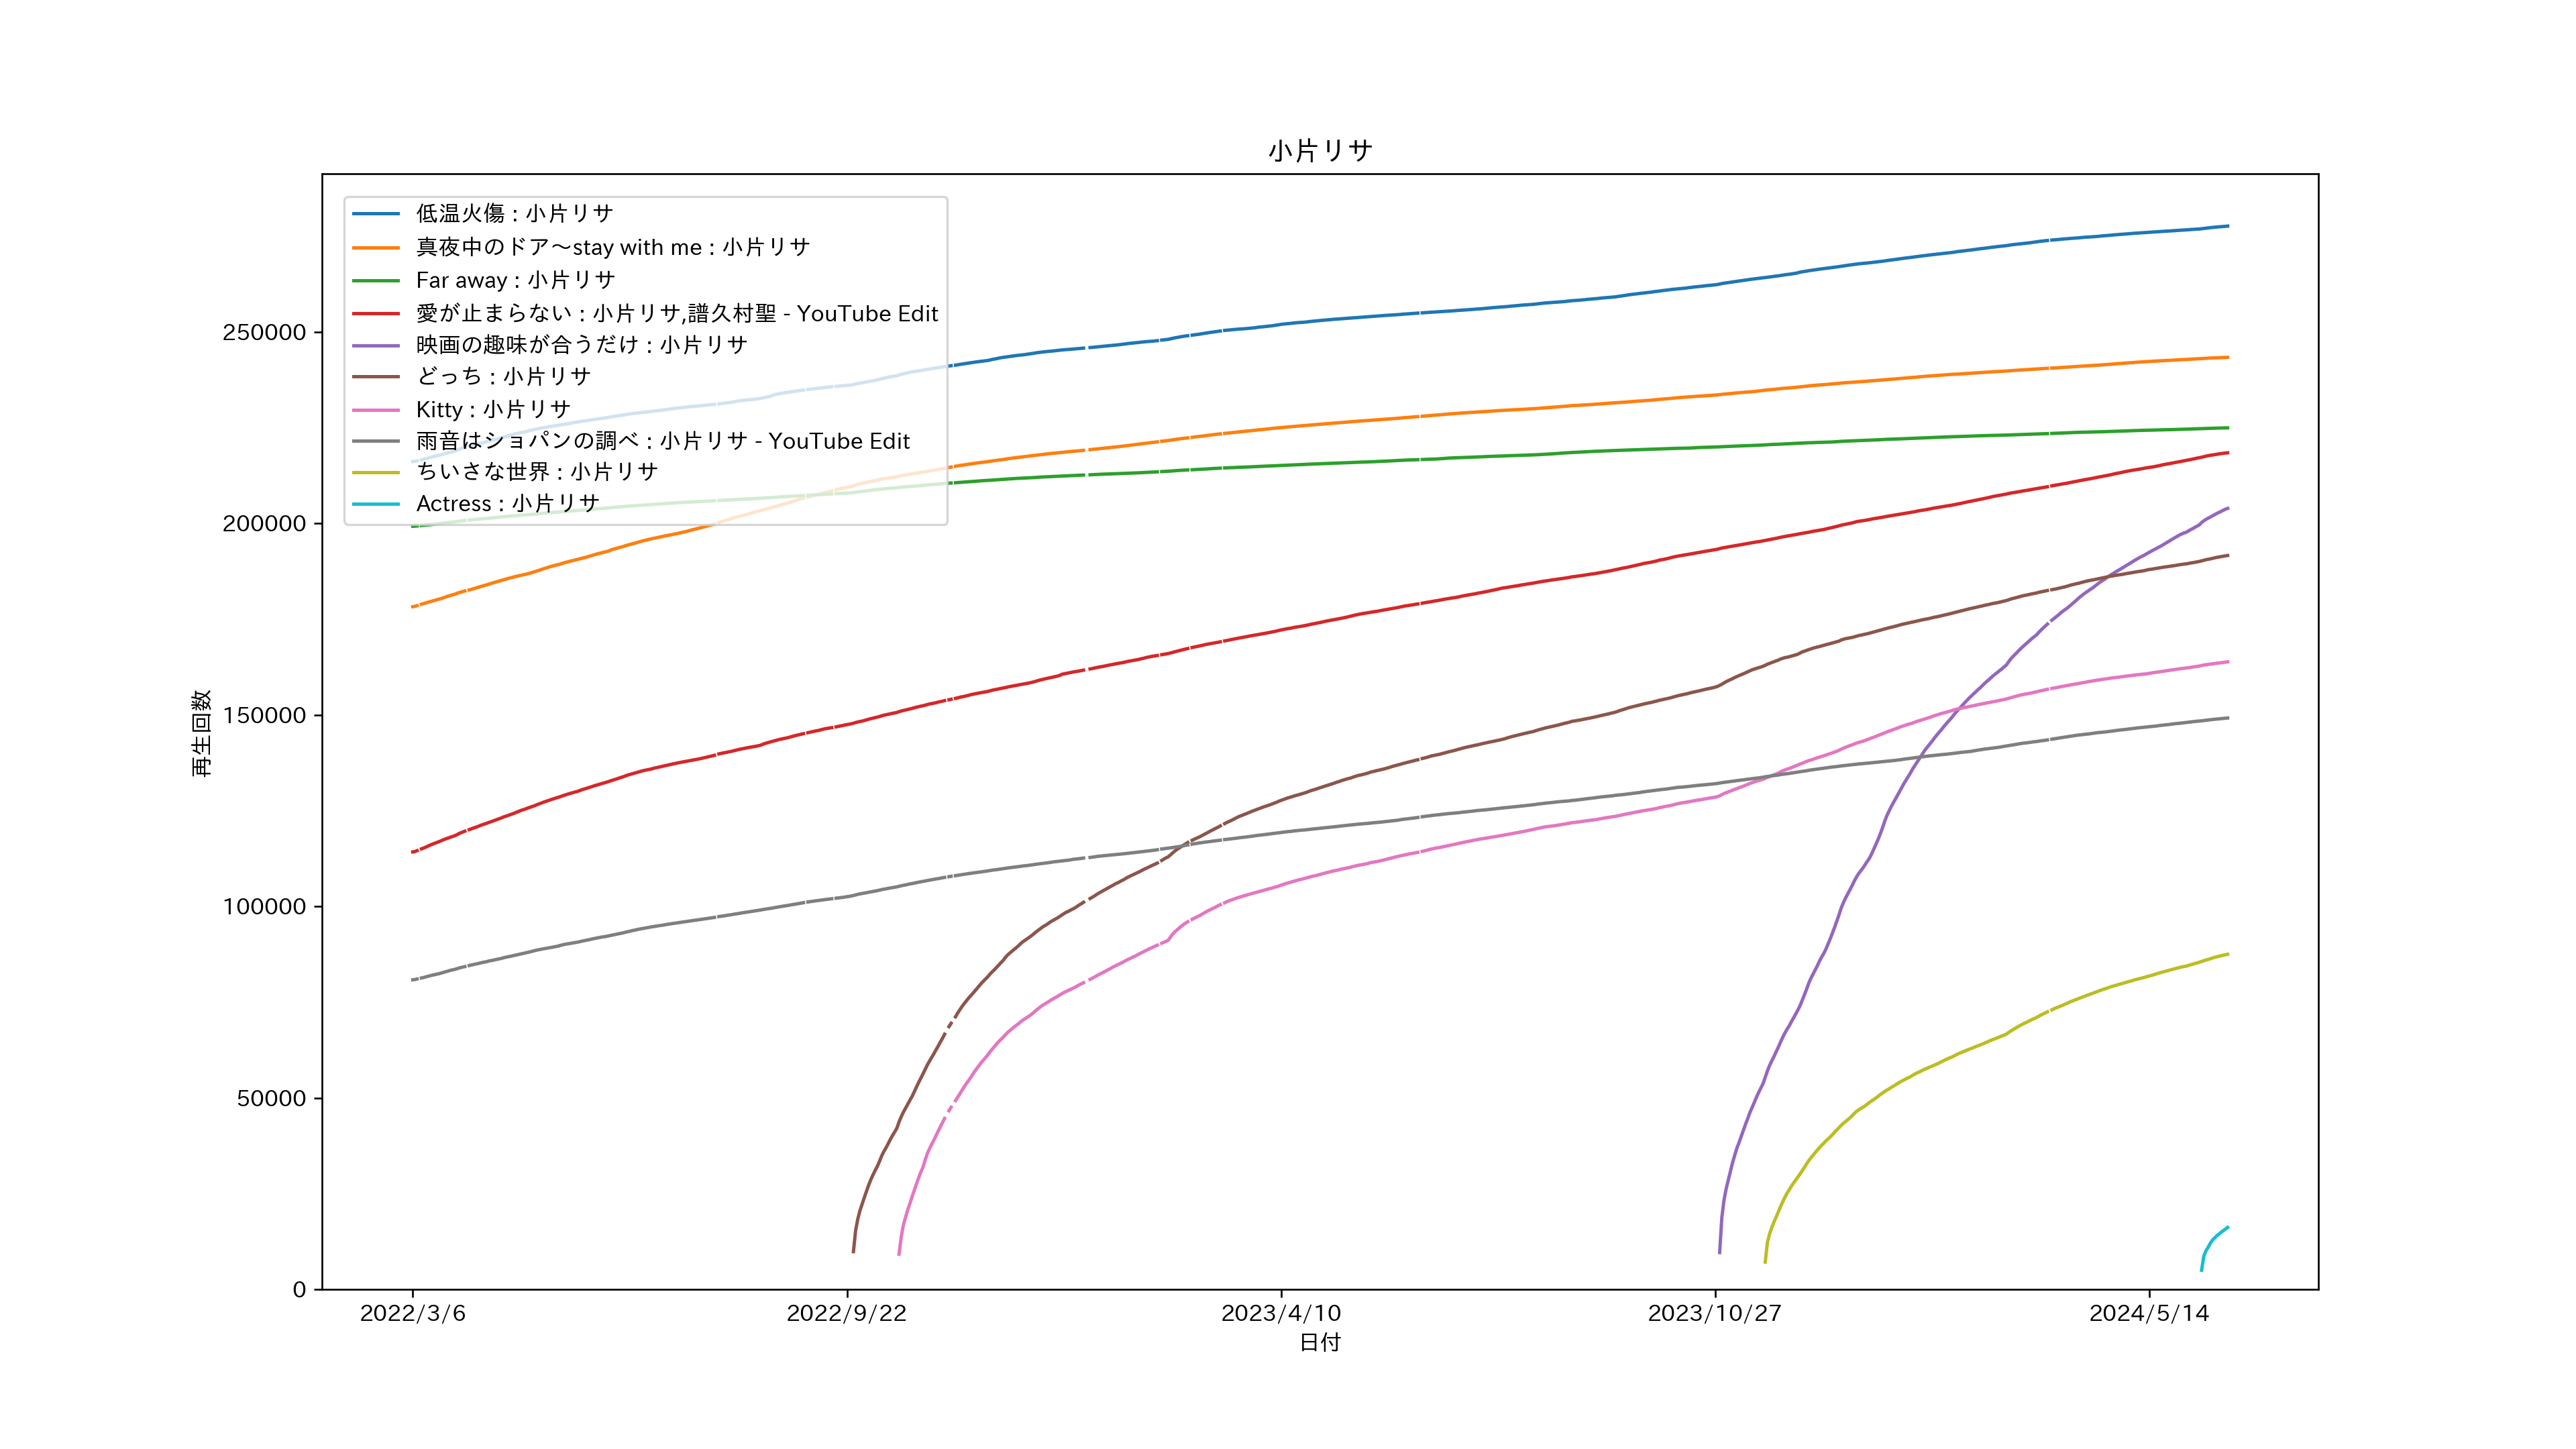 小片リサ
低温火傷 : 小片リサ
真夜中のドア〜stay with me : 小片リサ
Far away : 小片リサ
愛が止まらない : 小片リサ,譜久村聖 - YouTube Edit
映画の趣味が合うだけ : 小片リサ
どっち : 小片リサ
Kitty : 小片リサ
雨音はショパンの調べ : 小片リサ - YouTube Edit
ちいさな世界 : 小片リサ
Actress : 小片リサ
250000
200000
150000
100000
50000
0
再生回数
2022/3/6
2022/9/22
2023/4/10
2023/10/27
2024/5/14
日付